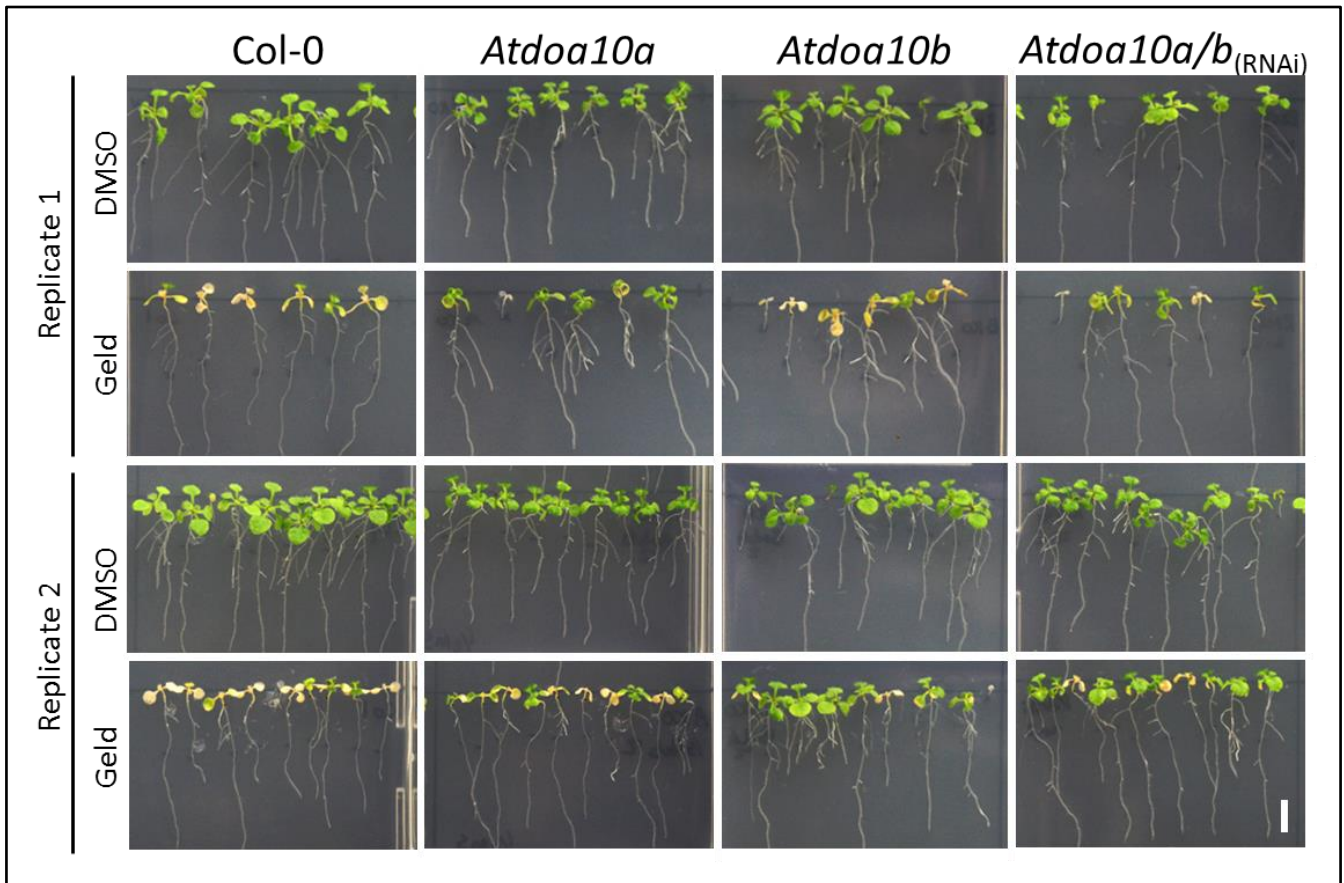 Col-0
Atdoa10a
Atdoa10b
Atdoa10a/b(RNAi)
Replicate 1
DMSO
Geld
Replicate 2
DMSO
Geld